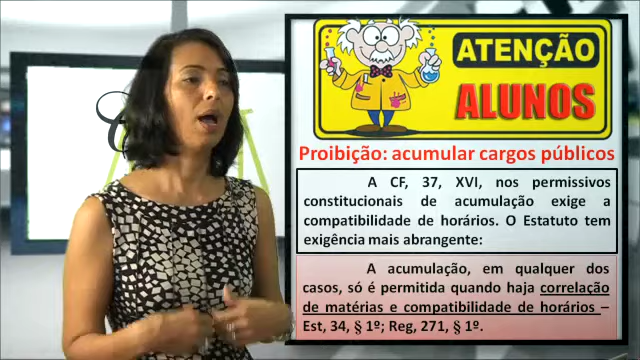 ATENÇÃO
ALUNOS
Proibição: acumular cargos públicos
A CF, 37, XVI, nos permissivos
constitucionais de acumulação exige a
compatibilidade de horários. O Estatuto tem
exigência mais abrangente:
A acumulação, em qualquer dos
casos, só é permitida quando haja correlação
de matérias e compatibilidade de horários –
Est, 34, § 1º; Reg, 271, § 1º.